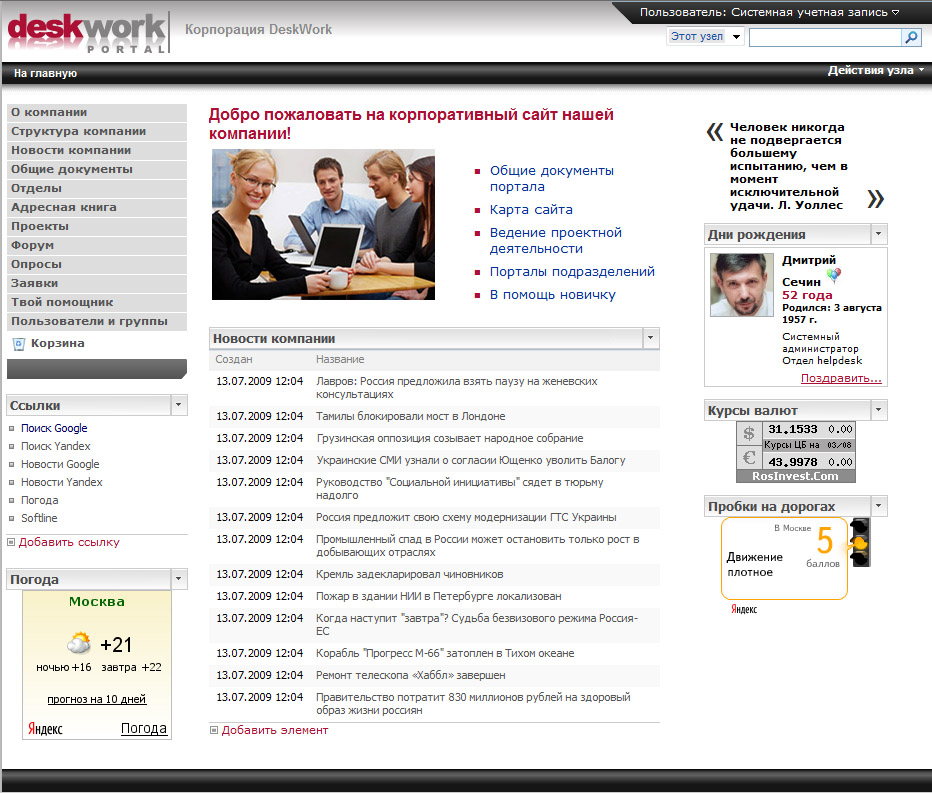 deskwork
PORTAL
Корпорация DeskWork
Пользователь: Системная учетная запись
Этот узел
На главную
Действия узла
О компании
Структура компании
Новости компании
Общие документы
Отделы
Адресная книга
Проекты
Форум
Опросы
Заявки
Твой помощник
Пользователи и группы
Корзина
Ссылки
Поиск Google
Поиск Yandex
Новости Google
Новости Yandex
Погода
Softline
Добавить ссылку
Погода
Москва
+21
ночью +16 завтра +22
прогноз на 10 дней
Яндекс Погода
Добро пожаловать на корпоративный сайт нашей
компании!
Общие документы
портала
Карта сайта
Ведение проектной
деятельности
Порталы подразделений
В помощь новичку
Новости компании
Создан Название
13.07.2009 12:04 Лавров: Россия предложила взять паузу на женевских
консультациях
13.07.2009 12:04 Тамилы блокировали мост в Лондоне
13.07.2009 12:04 Грузинская оппозиция созывает народное собрание
13.07.2009 12:04 Украинские СМИ узнали о согласии Ющенко уволить Балогу
13.07.2009 12:04 Руководство "Социальной инициативы" сядет в тюрьму
надолго
13.07.2009 12:04 Россия предложит свою схему модернизации ГТС Украины
13.07.2009 12:04 Промышленный спад в России может остановить только рост в
добывающих отраслях
13.07.2009 12:04 Кремль задекларировал чиновников
13.07.2009 12:04 Пожар в здании НИИ в Петербурге локализован
13.07.2009 12:04 Когда наступит "завтра"? Судьба безвизового режима Россия-
ЕС
13.07.2009 12:04 Корабль "Прогресс М-66" затоплен в Тихом океане
13.07.2009 12:04 Ремонт телескопа «Хаббл» завершен
13.07.2009 12:04 Правительство потратит 830 миллионов рублей на здоровый
образ жизни россиян
Добавить элемент
« Человек никогда
не подвергается
большему
испытанию, чем в
момент
исключительной
удачи. Л. Уоллес »
Дни рождения
Дмитрий
Сечин
52 года
Родился: 3 августа
1957 г.
Системный
администратор
Отдел helpdesk
Поздравить...
Курсы валют
$ 31.1533 0.00
Курсы ЦБ на 03/08
€ 43.9978 0.00
RosInvest.Com
Пробки на дорогах
В Москве
5
баллов
Движение
плотное
Яндекс